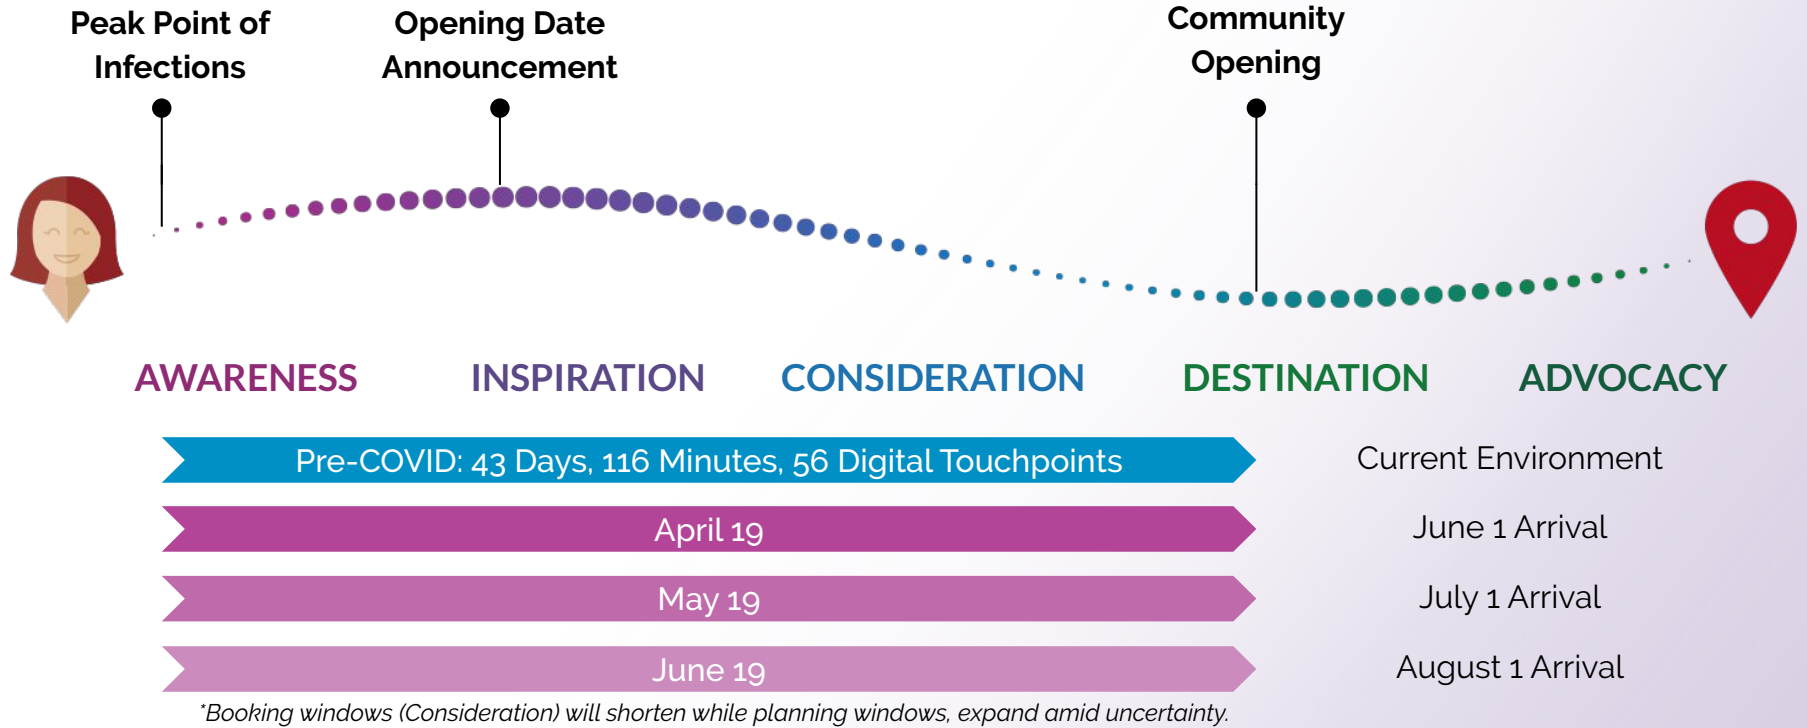 Peak Point of
Infections
Opening Date
Announcement
Community
Opening
AWARENESS
INSPIRATION
CONSIDERATION
DESTINATION
ADVOCACY
Pre-COVID: 43 Days, 116 Minutes, 56 Digital Touchpoints
Current Environment
April 19
June 1 Arrival
May 19
July 1 Arrival
June 19
August 1 Arrival
*Booking windows (Consideration) will shorten while planning windows, expand amid uncertainty.